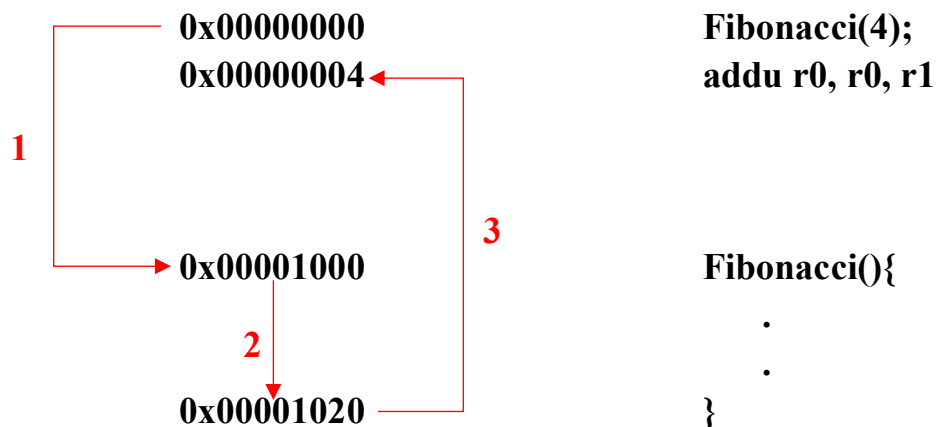 0x00000000 Fibonacci(4);
0x00000004 addu r0, r0, r1
1
3
0x00001000 Fibonacci(){
.
2
.
0x00001020 }